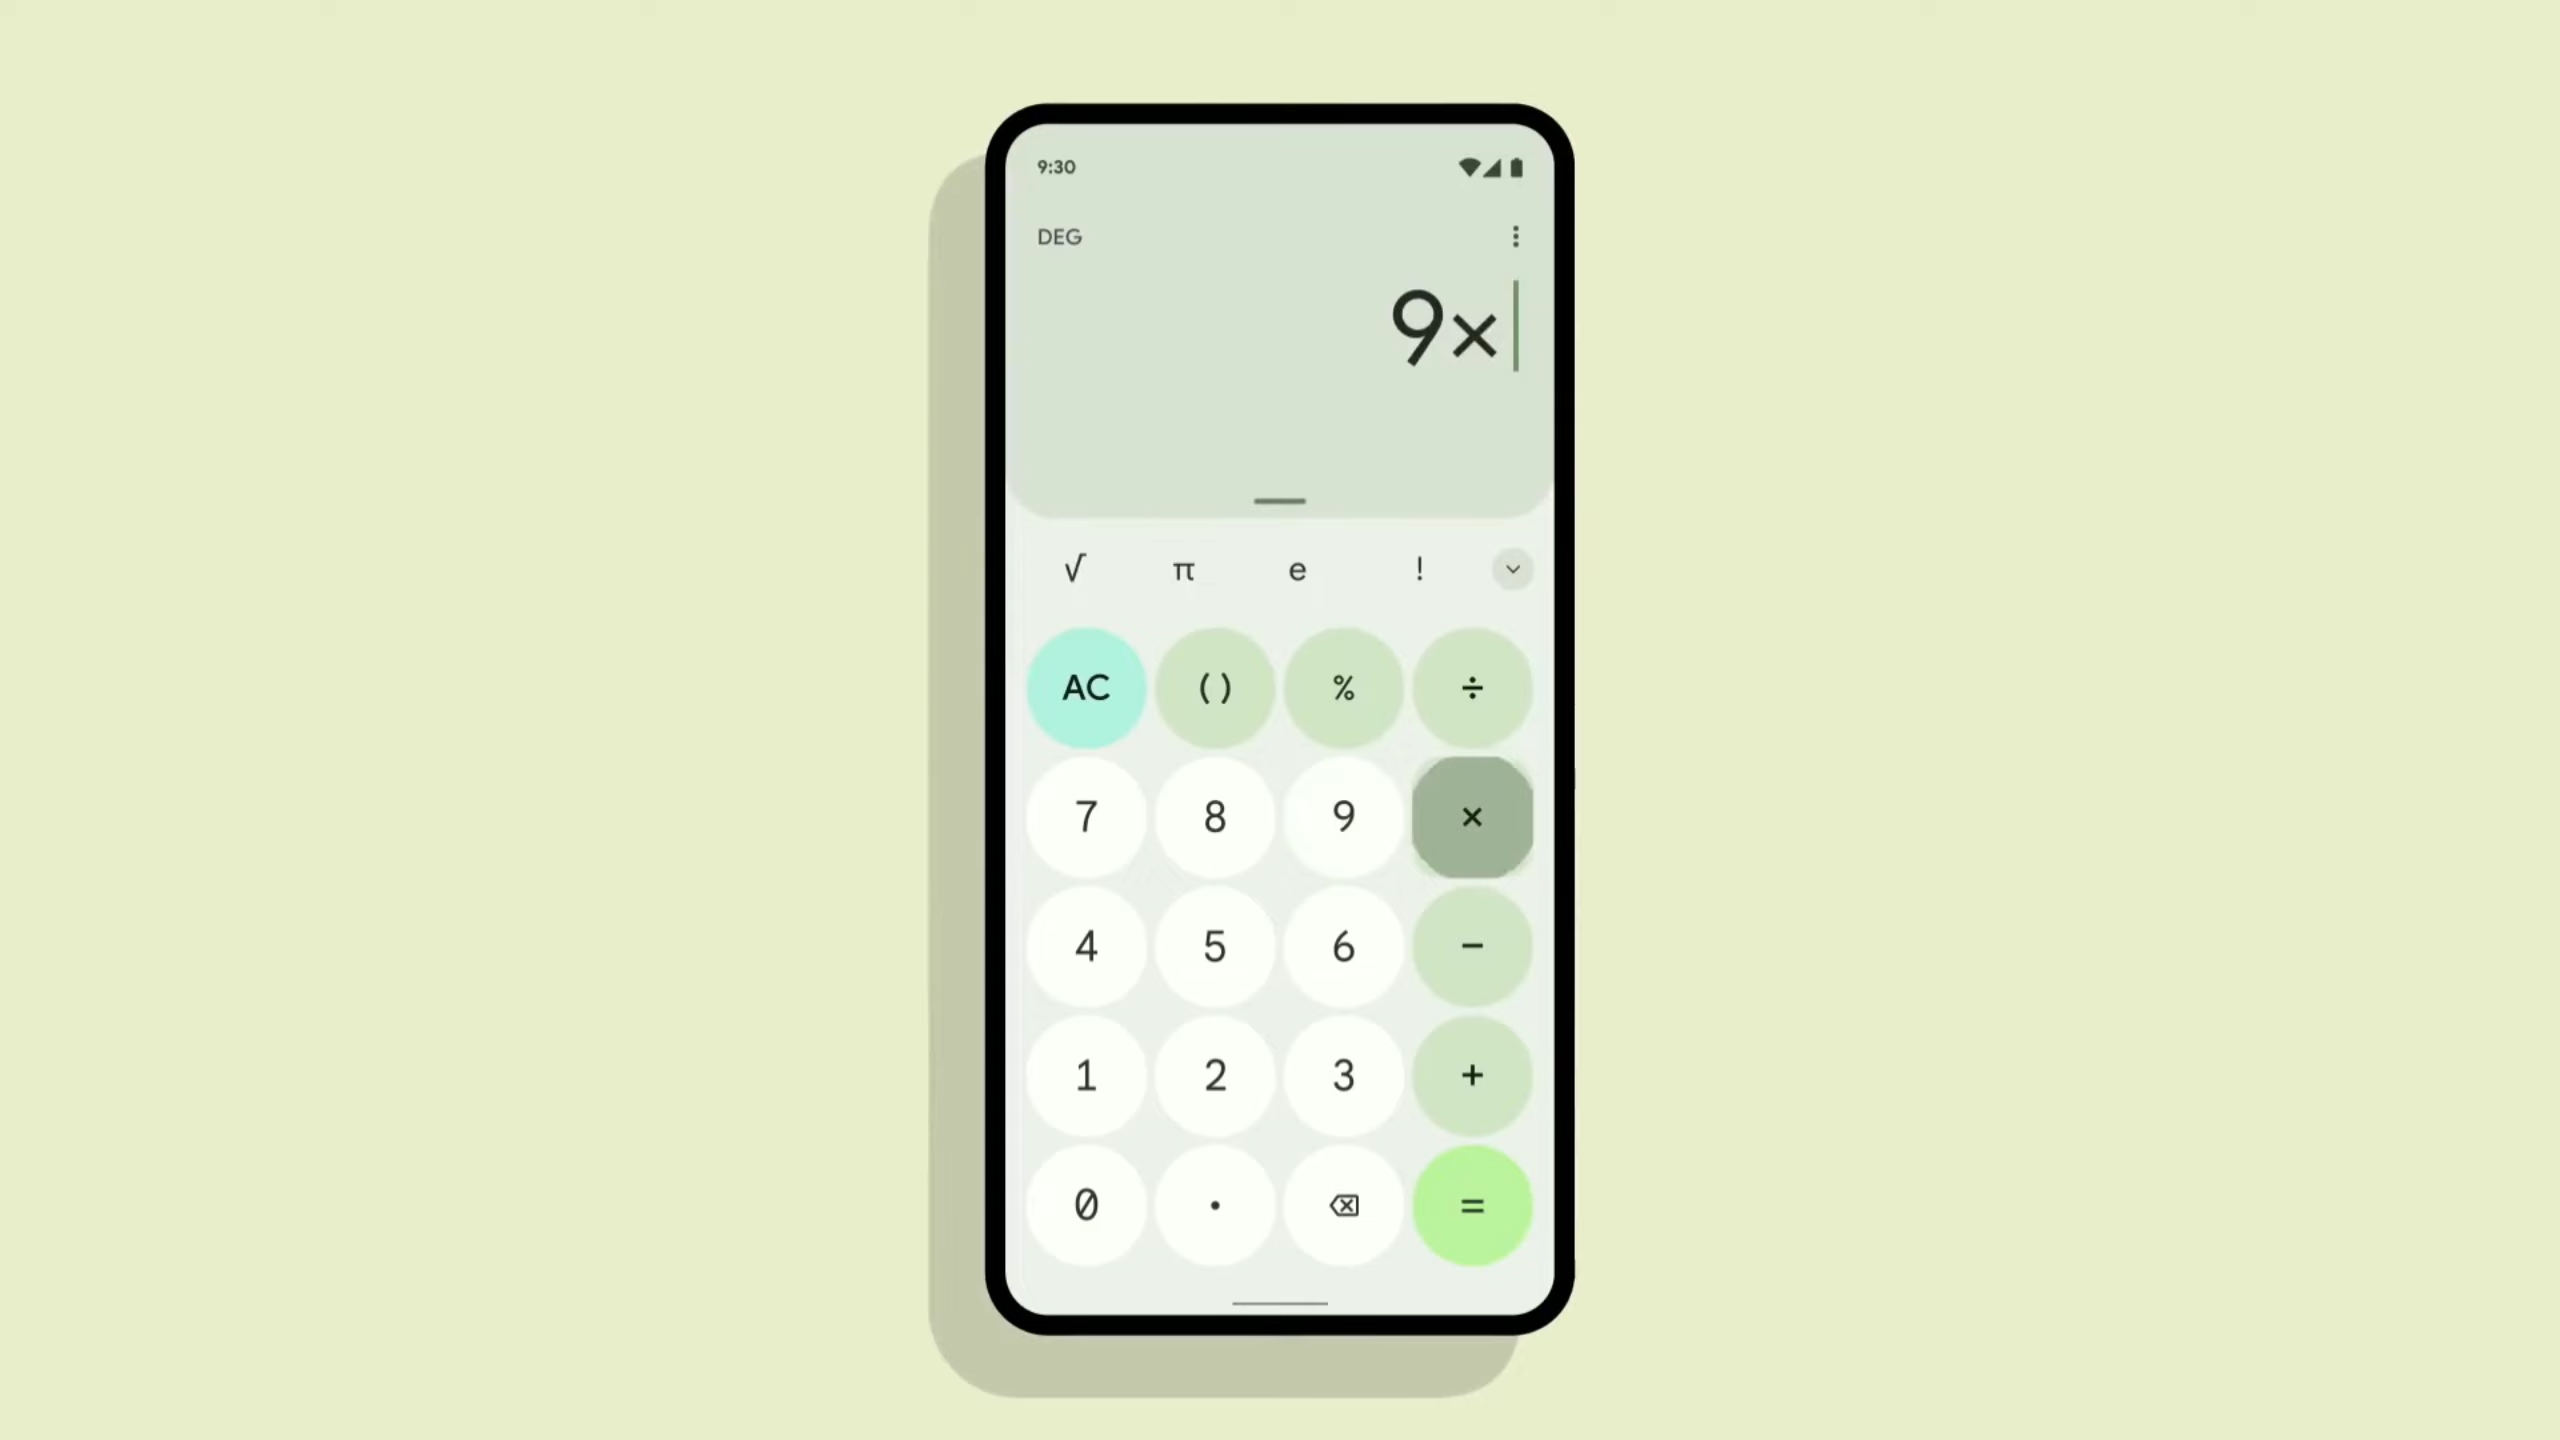 9:30
DEG
9×
√ π e !
AC () % ÷
7 8 9 ×
4 5 6 −
1 2 3 +
0 . =